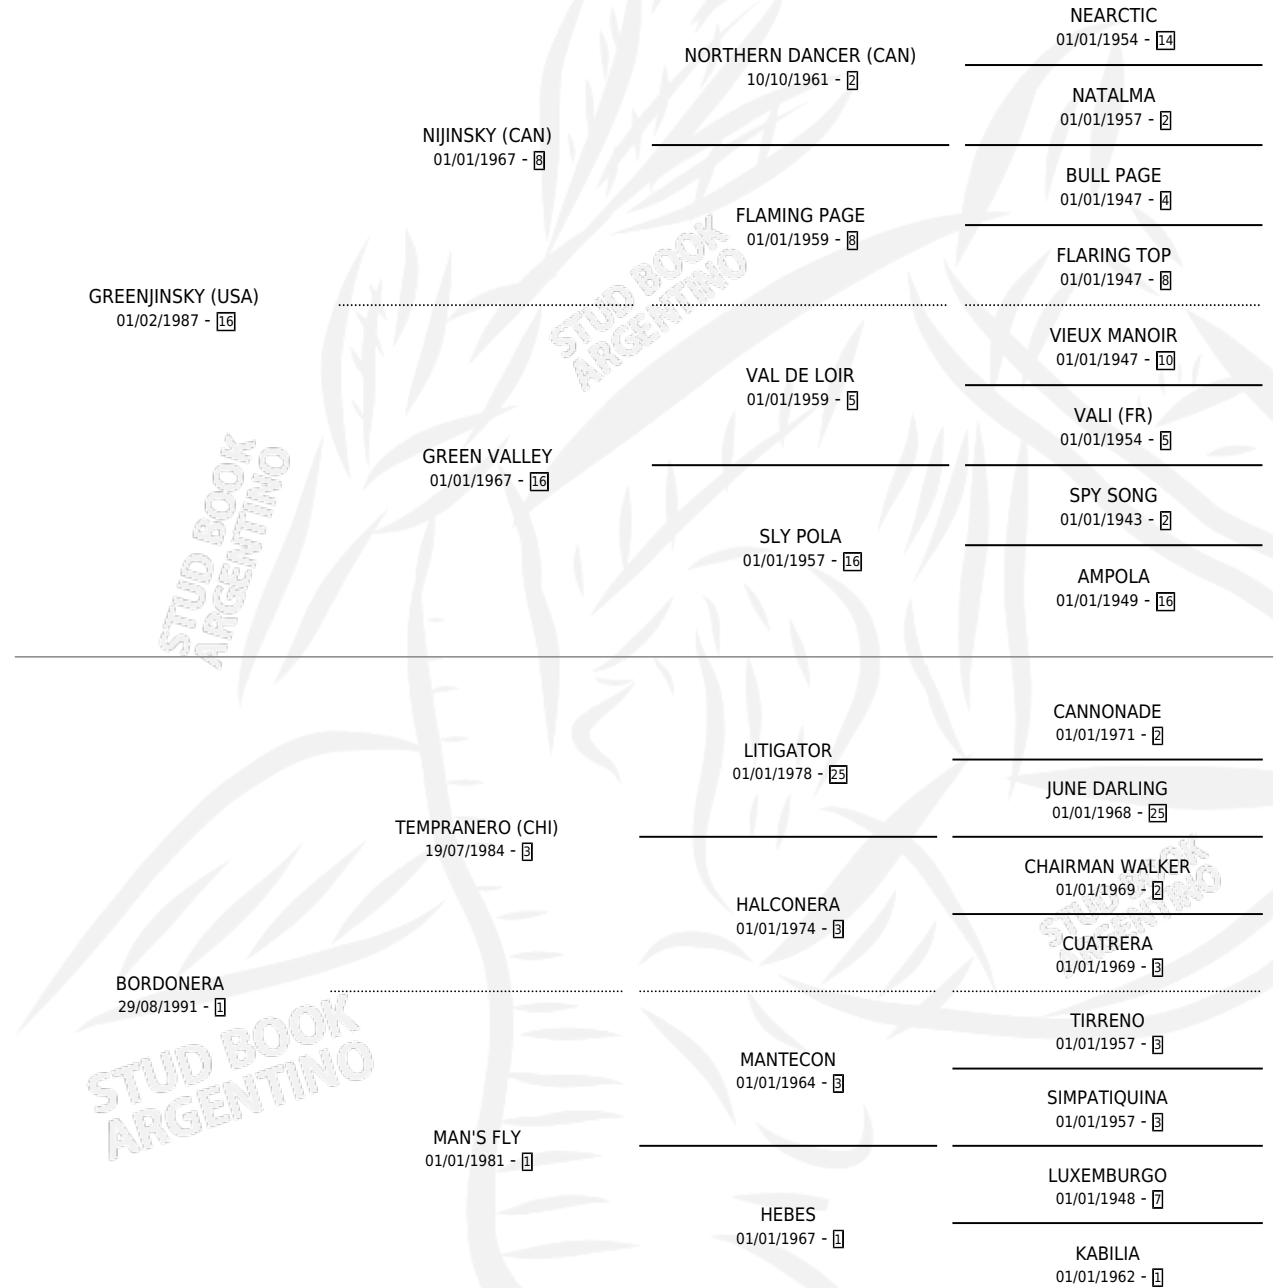 NEARCTIC
01/01/1954 - 14
NORTHERN DANCER (CAN)
10/10/1961 - 2
NATALMA
01/01/1957 - 2
NIJINSKY (CAN)
01/01/1967 - 8
BULL PAGE
01/01/1947 - 4
FLAMING PAGE
01/01/1959 - 8
FLARING TOP
01/01/1947 - 8
GREENJINSKY (USA)
01/02/1987 - 16
VIEUX MANOIR
01/01/1947 - 10
VAL DE LOIR
01/01/1959 - 5
VALI (FR)
01/01/1954 - 5
GREEN VALLEY
01/01/1967 - 16
SPY SONG
01/01/1943 - 2
SLY POLA
01/01/1957 - 16
AMPOLA
01/01/1949 - 16
CANNONADE
01/01/1971 - 2
LITIGATOR
01/01/1978 - 25
JUNE DARLING
01/01/1968 - 25
TEMPRANERO (CHI)
19/07/1984 - 3
CHAIRMAN WALKER
01/01/1969 - 2
HALCONERA
01/01/1974 - 3
CUATRERA
01/01/1969 - 3
BORDONERA
29/08/1991 - 1
TIRRENO
01/01/1957 - 3
MANTECON
01/01/1964 - 3
SIMPATIQUINA
01/01/1957 - 3
MAN'S FLY
01/01/1981 - 1
LUXEMBURGO
01/01/1948 - 7
HEBES
01/01/1967 - 1
KABILIA
01/01/1962 - 1
STUD BOOK
ARGENTINO
STUD BOOK
ARGENTINO
STUD BOOK
ARGENTINO
STUD BOOK
ARGENTINO